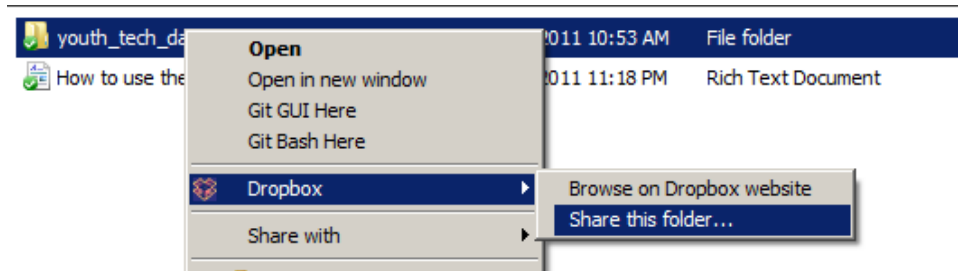 youth_tech_da
2011 10:53 AM File folder
How to use the
2011 11:18 PM Rich Text Document
Open
Open in new window
Git GUI Here
Git Bash Here
Dropbox
Browse on Dropbox website
Share this folder...
Share with